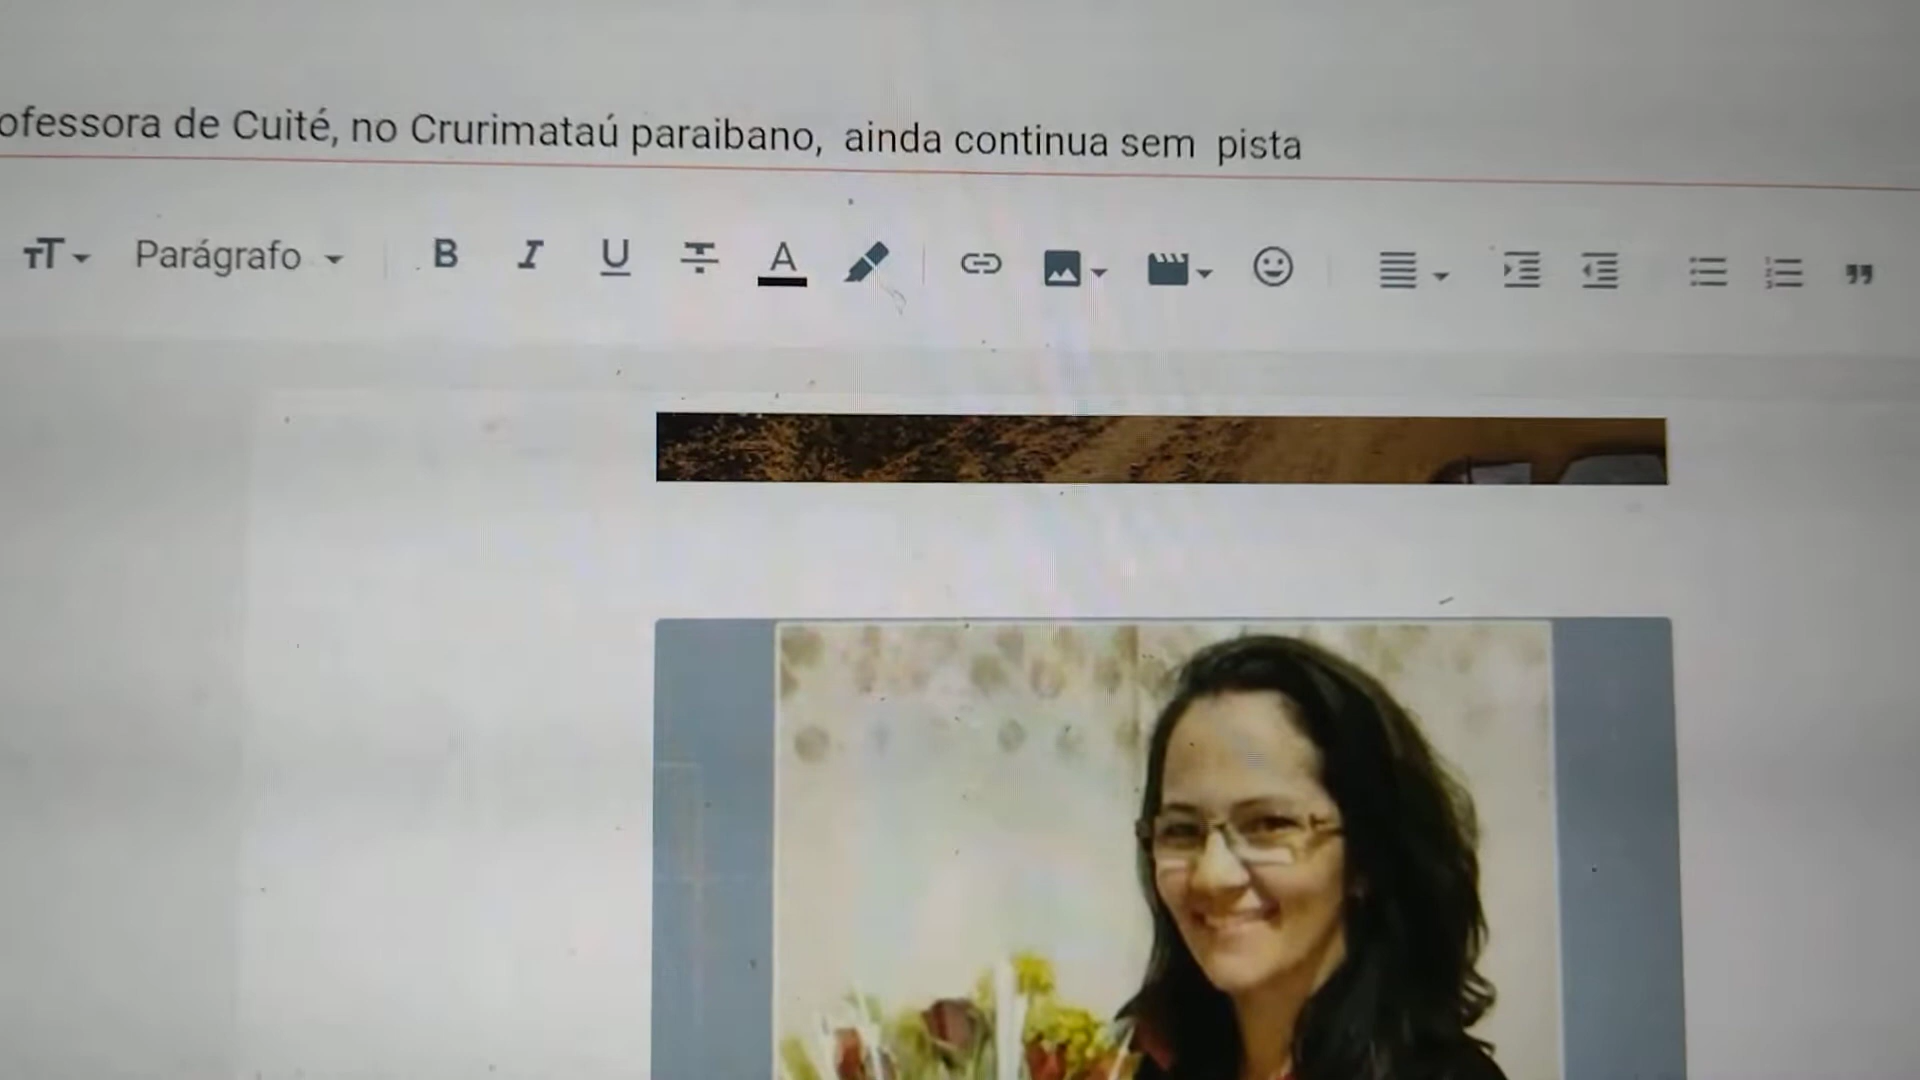 ofessora de Cuité, no Crurimataú paraibano, ainda continua sem pista
Parágrafo B I U A